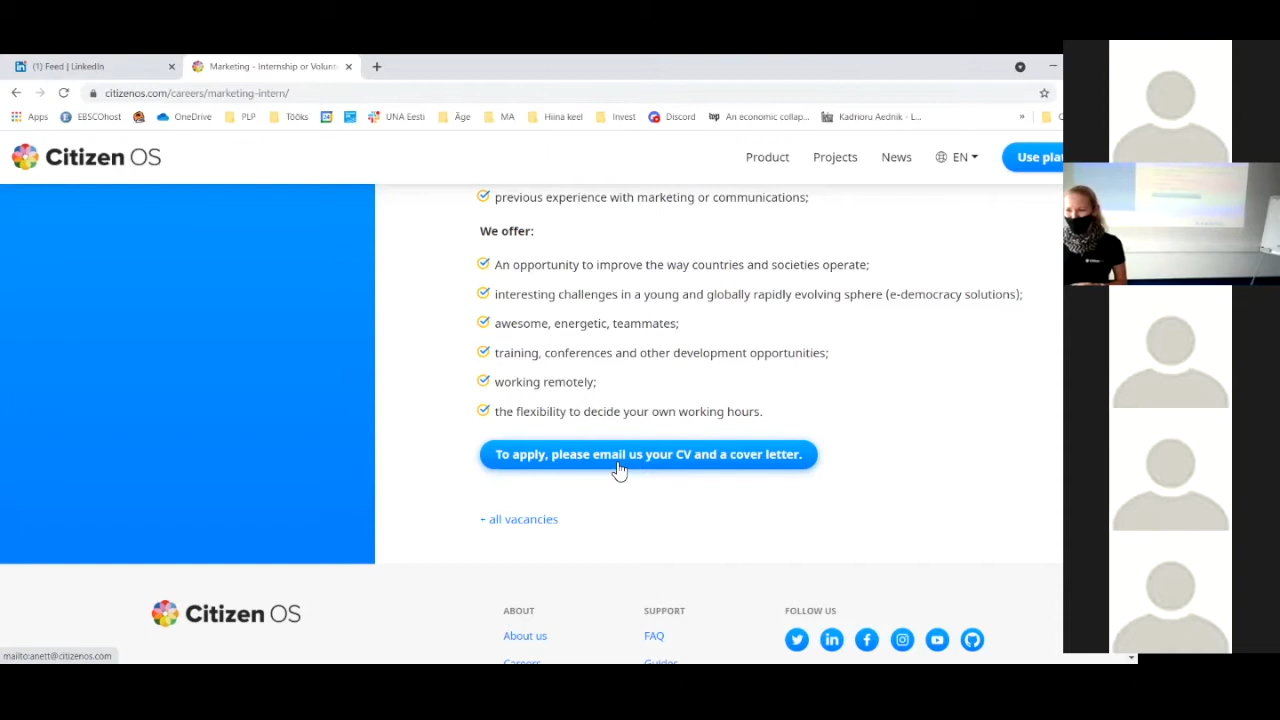 (1) Feed | LinkedIn
Marketing - Internship or Volunt
citizenos.com/careers/marketing-intern/
Apps EBSCOhost OneDrive PLP Tööks UNA Eesti Äge MA Hiina keel Invest Discord An economic collap... Kadrioru Aednik - L... »
Citizen OS Product Projects News EN Use pla
previous experience with marketing or communications;
We offer:
An opportunity to improve the way countries and societies operate;
interesting challenges in a young and globally rapidly evolving sphere (e-democracy solutions);
awesome, energetic, teammates;
training, conferences and other development opportunities;
working remotely;
the flexibility to decide your own working hours.
To apply, please email us your CV and a cover letter.
← all vacancies
Citizen OS
ABOUT SUPPORT FOLLOW US
About us FAQ
Careers Guides
mailto:anett@citizenos.com